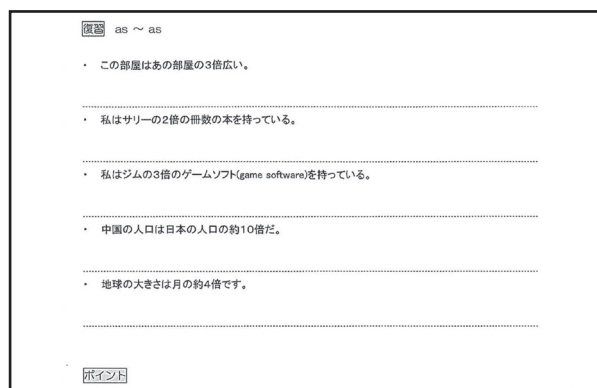 復習 as ～ as
・ この部屋はあの部屋の3倍広い。
・ 私はサリーの2倍の冊数の本を持っている。
・ 私はジムの3倍のゲームソフト(game software)を持っている。
・ 中国の人口は日本の人口の約10倍だ。
・ 地球の大きさは月の約4倍です。
ポイント